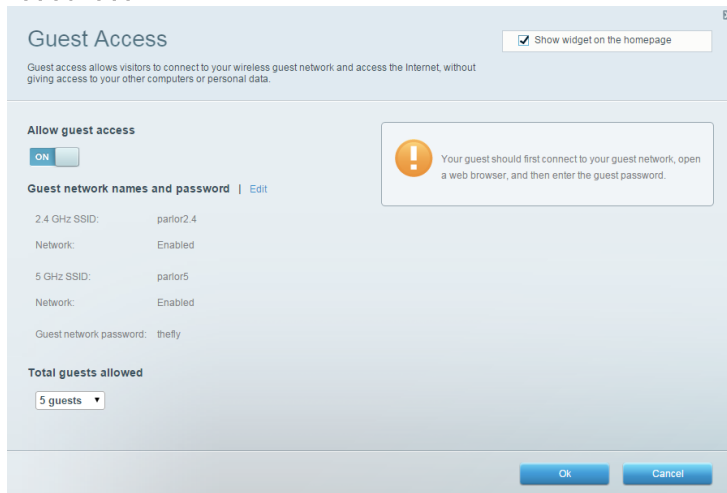 Guest Access
Show widget on the homepage
Guest access allows visitors to connect to your wireless guest network and access the Internet, without
giving access to your other computers or personal data.
Allow guest access
ON
Your guest should first connect to your guest network, open
a web browser, and then enter the guest password.
Guest network names and password | Edit
2.4 GHz SSID: parlor2.4
Network: Enabled
5 GHz SSID: parlor5
Network: Enabled
Guest network password: thefly
Total guests allowed
5 guests
Ok Cancel